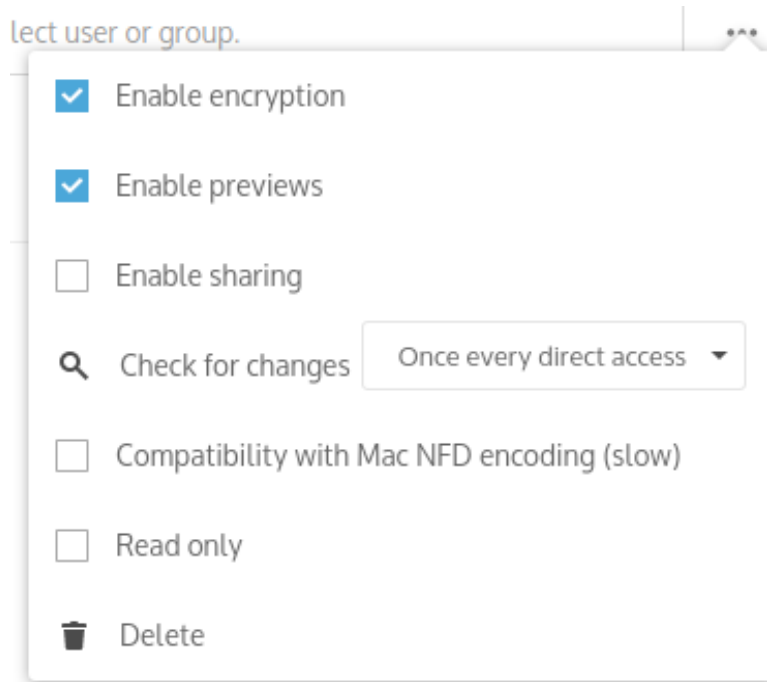 lect user or group.
Enable encryption
Enable previews
Enable sharing
Check for changes Once every direct access
Compatibility with Mac NFD encoding (slow)
Read only
Delete